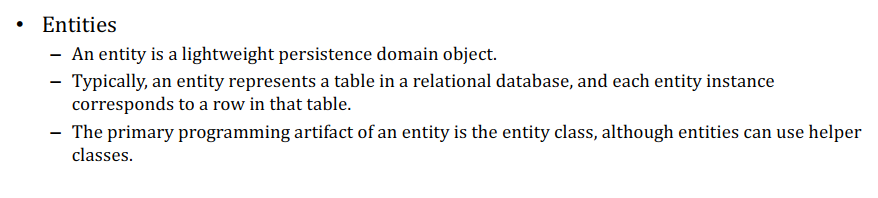 • Entities
– An entity is a lightweight persistence domain object.
– Typically, an entity represents a table in a relational database, and each entity instance
corresponds to a row in that table.
– The primary programming artifact of an entity is the entity class, although entities can use helper
classes.